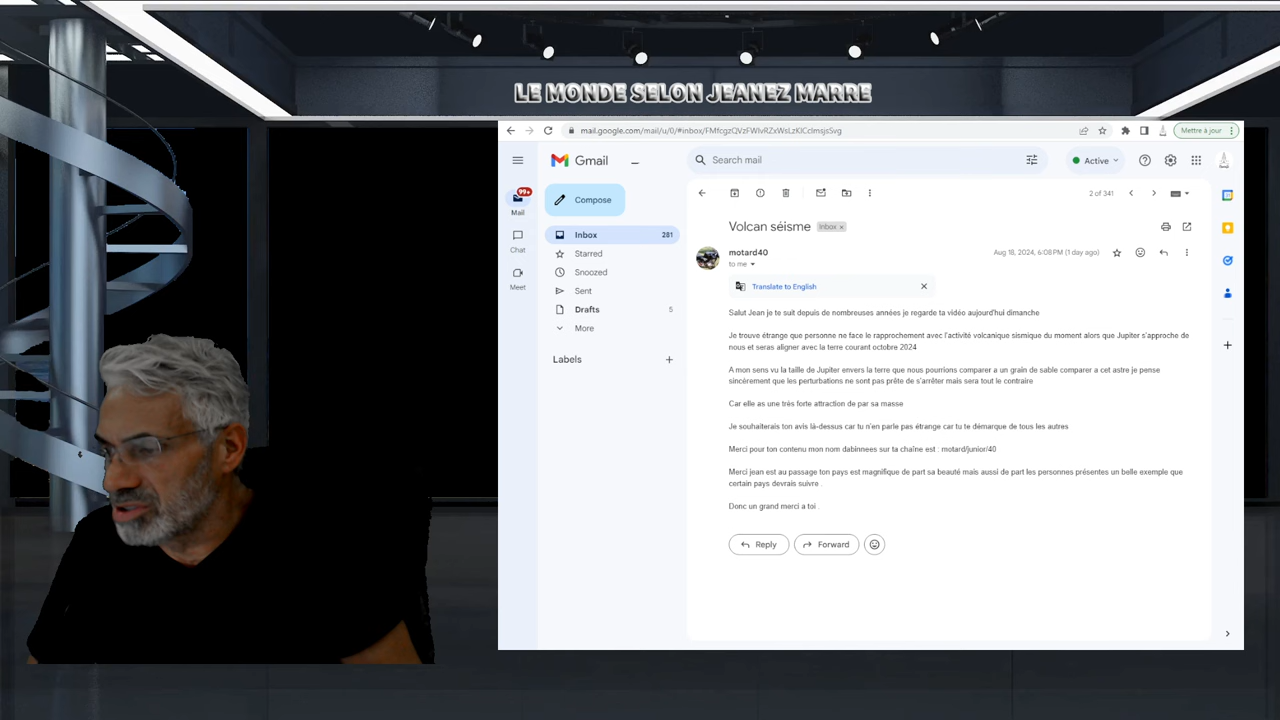 LE MONDE SELON JEANEZ MARRE
mail.google.com/mail/u/0/#inbox/FMfcgzQVzFWlvRZxWsLzKlCclmsjsSvg
Mettre à jour
Gmail
Search mail
Active
99+
Mail
Compose
2 of 341
Chat
Meet
Inbox 281
Starred
Snoozed
Sent
Drafts 5
More
Labels
Volcan séisme Inbox x
motard40
Aug 18, 2024, 6:08 PM (1 day ago)
to me
Translate to English
Salut Jean je te suit depuis de nombreuses années je regarde ta vidéo aujourd'hui dimanche
Je trouve étrange que personne ne face le rapprochement avec l'activité volcanique sismique du moment alors que Jupiter s'approche de
nous et seras aligner avec la terre courant octobre 2024
A mon sens vu la taille de Jupiter envers la terre que nous pourrions comparer a un grain de sable comparer a cet astre je pense
sincèrement que les perturbations ne sont pas prête de s'arrêter mais sera tout le contraire
Car elle as une très forte attraction de par sa masse
Je souhaiterais ton avis là-dessus car tu n'en parle pas étrange car tu te démarque de tous les autres
Merci pour ton contenu mon nom dabinnees sur ta chaîne est : motard/junior/40
Merci jean est au passage ton pays est magnifique de part sa beauté mais aussi de part les personnes présentes un belle exemple que
certain pays devrais suivre .
Donc un grand merci a toi .
Reply
Forward